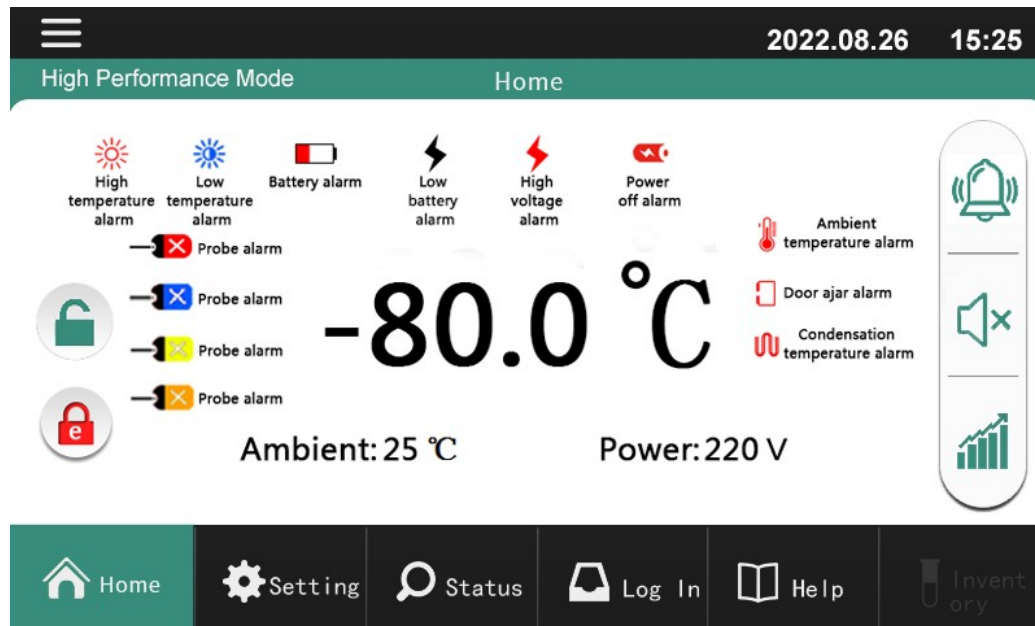 2022.08.26 15:25
High Performance Mode Home
High temperature alarm
Low temperature alarm
Battery alarm
Low battery alarm
High voltage alarm
Power off alarm
Probe alarm
Ambient temperature alarm
Probe alarm
-80.0 ℃
Door ajar alarm
Probe alarm
Condensation temperature alarm
Probe alarm
e
Ambient: 25 ℃ Power: 220 V
Home Setting Status Log In Help Inventory